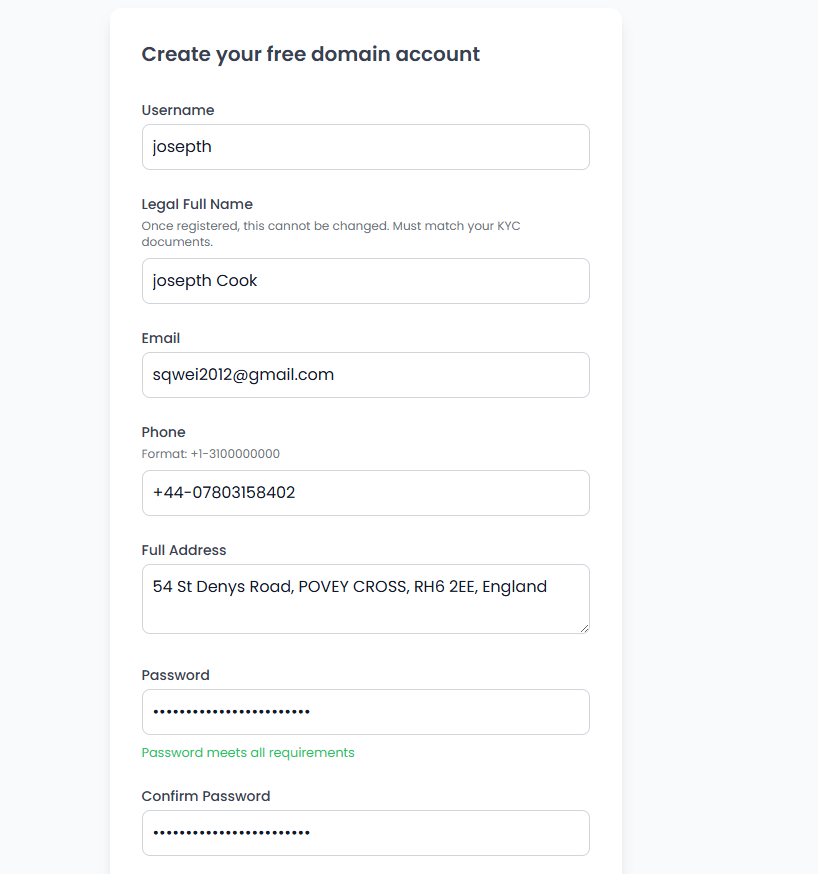 Create your free domain account
Username
josepth
Legal Full Name
Once registered, this cannot be changed. Must match your KYC
documents.
josepth Cook
Email
sqwei2012@gmail.com
Phone
Format: +1-3100000000
+44-07803158402
Full Address
54 St Denys Road, POVEY CROSS, RH6 2EE, England
Password
••••••••••••••••••••••••
Password meets all requirements
Confirm Password
••••••••••••••••••••••••